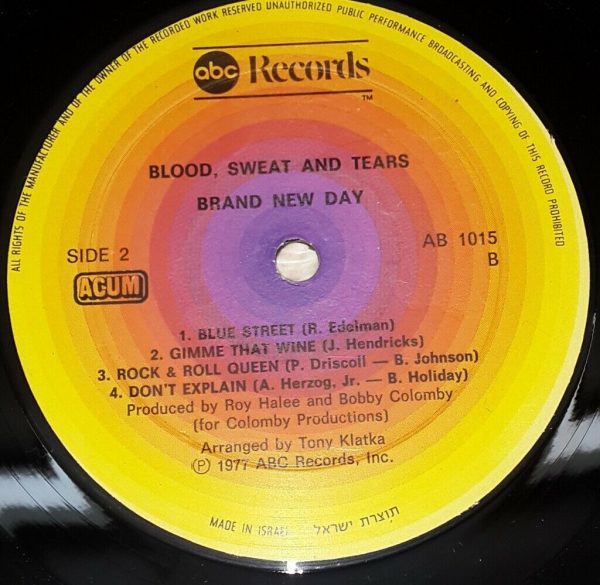 ALL RIGHTS OF THE MANUFACTURER AND OF THE OWNER OF THE RECORDED WORK RESERVED UNAUTHORIZED PUBLIC PERFORMANCE BROADCASTING AND COPYING OF THIS RECORD PROHIBITED
abc Records
™
BLOOD, SWEAT AND TEARS
BRAND NEW DAY
SIDE 2
AB 1015
B
ACUM
1. BLUE STREET (R. Edelman)
2. GIMME THAT WINE (J. Hendricks)
3. ROCK & ROLL QUEEN (P. Driscoll — B. Johnson)
4. DON'T EXPLAIN (A. Herzog, Jr. — B. Holiday)
Produced by Roy Halee and Bobby Colomby
(for Colomby Productions)
Arranged by Tony Klatka
Ⓟ 1977 ABC Records, Inc.
MADE IN ISRAEL תוצרת ישראל